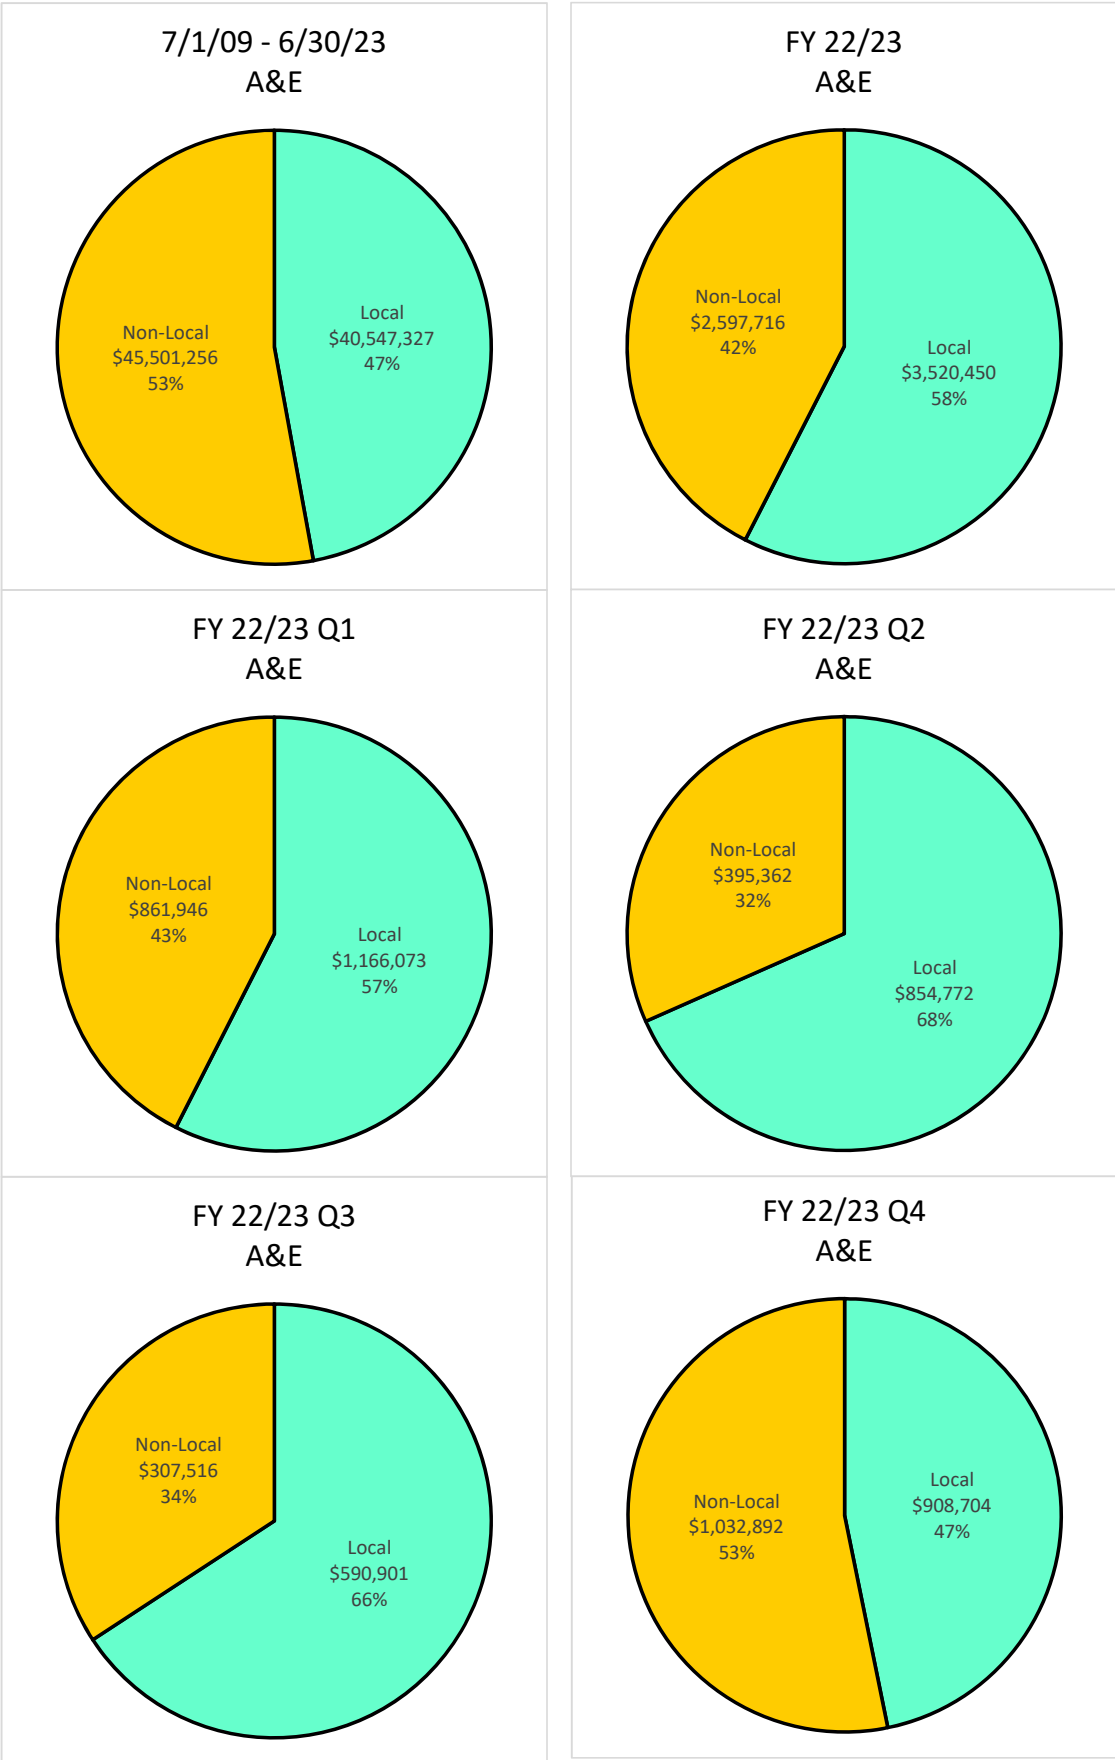 7/1/09 - 6/30/23
A&E
Non-Local
$45,501,256
53%
Local
$40,547,327
47%
FY 22/23
A&E
Non-Local
$2,597,716
42%
Local
$3,520,450
58%
FY 22/23 Q1
A&E
Non-Local
$861,946
43%
Local
$1,166,073
57%
FY 22/23 Q2
A&E
Non-Local
$395,362
32%
Local
$854,772
68%
FY 22/23 Q3
A&E
Non-Local
$307,516
34%
Local
$590,901
66%
FY 22/23 Q4
A&E
Non-Local
$1,032,892
53%
Local
$908,704
47%